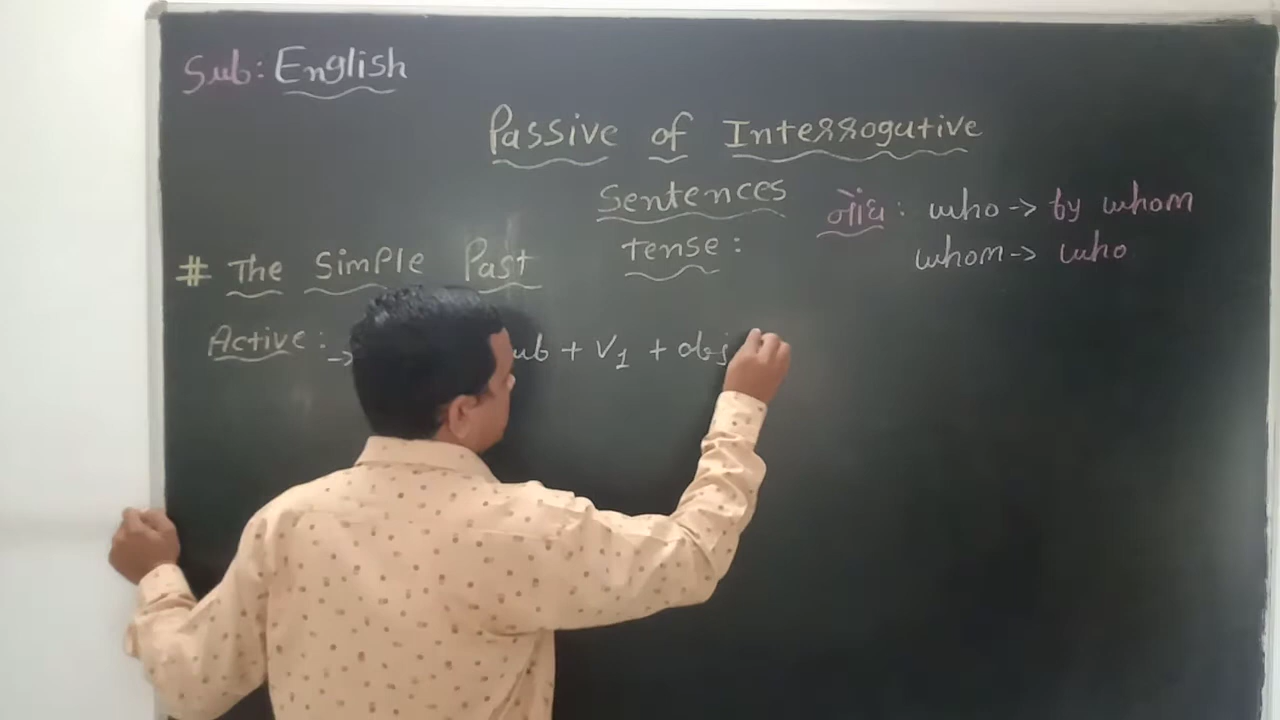 Sub: English
Passive of Interrogative
Sentences
નોંધ: who → by whom
whom → who
# The Simple Past tense:
Active :→ ub + V1 + obj